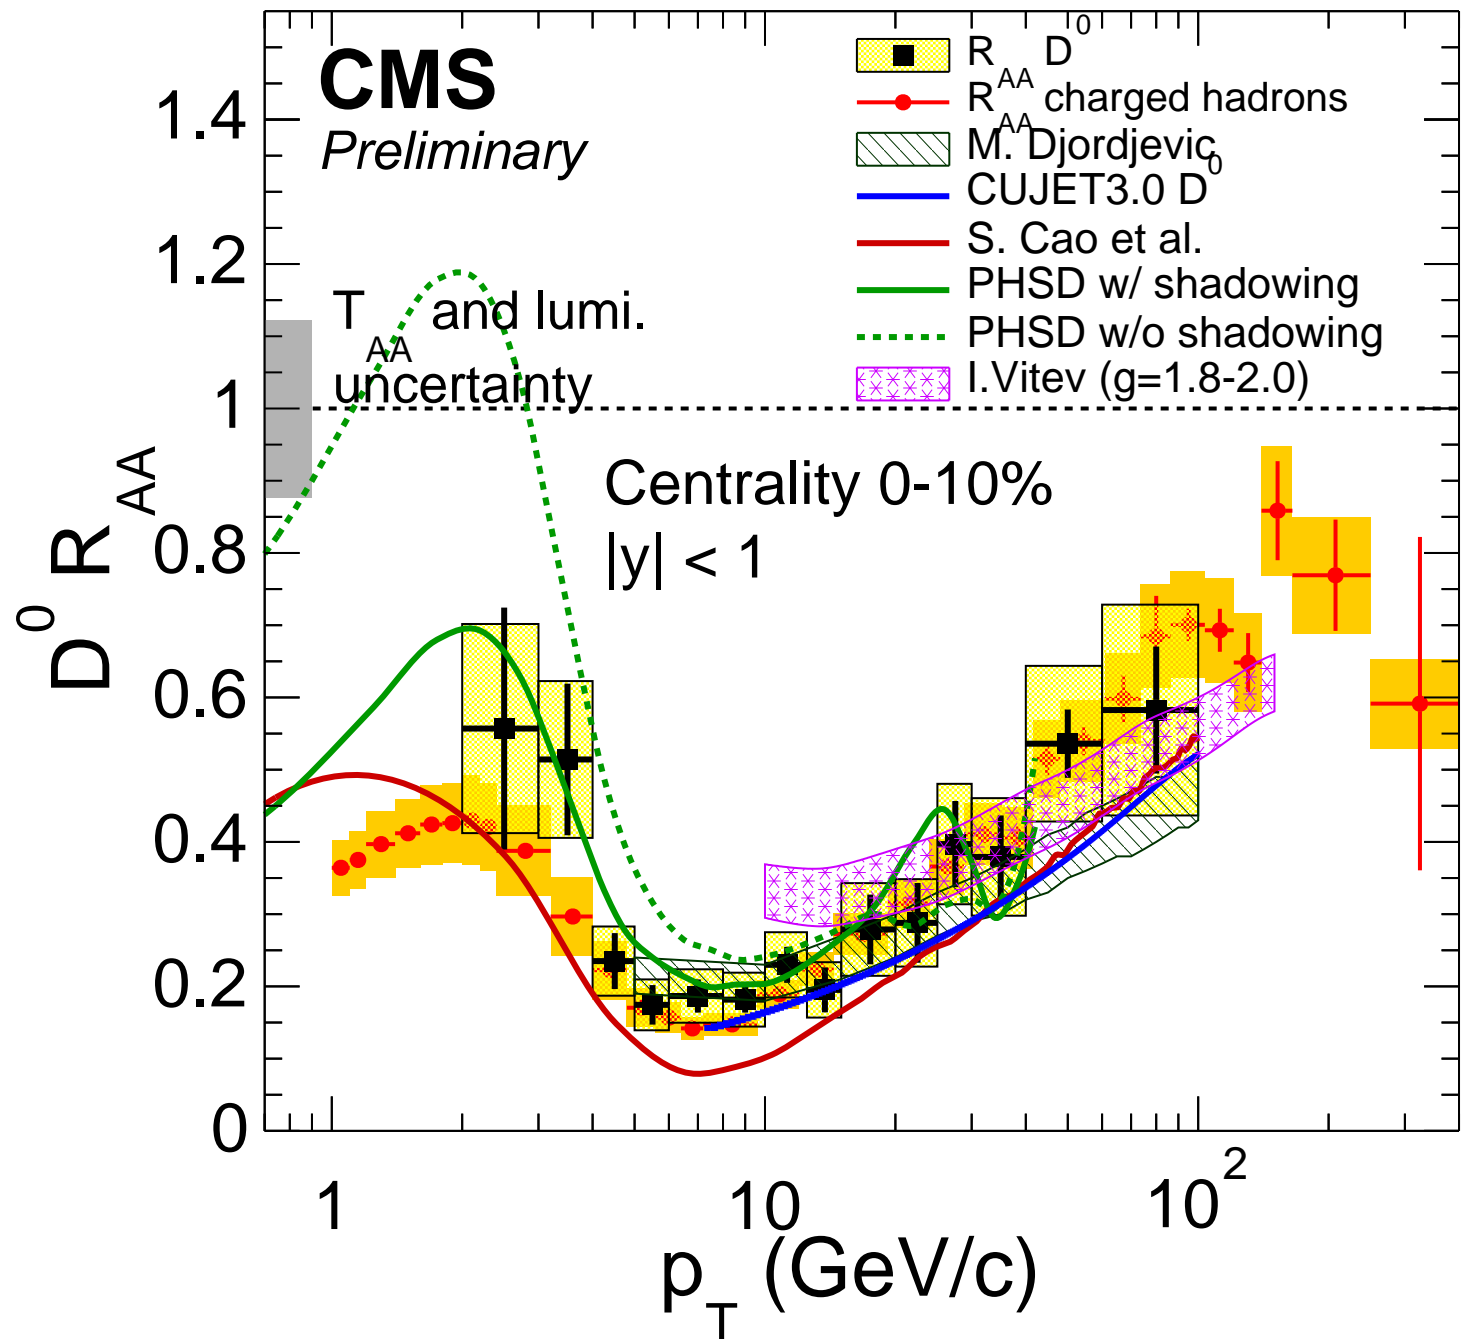 CMS
Preliminary
R_AA D^0
R_AA charged hadrons
M. Djordjevic
CUJET3.0 D^0
S. Cao et al.
PHSD w/ shadowing
PHSD w/o shadowing
I.Vitev (g=1.8-2.0)
T_AA and lumi.
uncertainty
Centrality 0-10%
|y| < 1
D^0 R_AA
1.4
1.2
1
0.8
0.6
0.4
0.2
0
1
10
10^2
p_T (GeV/c)